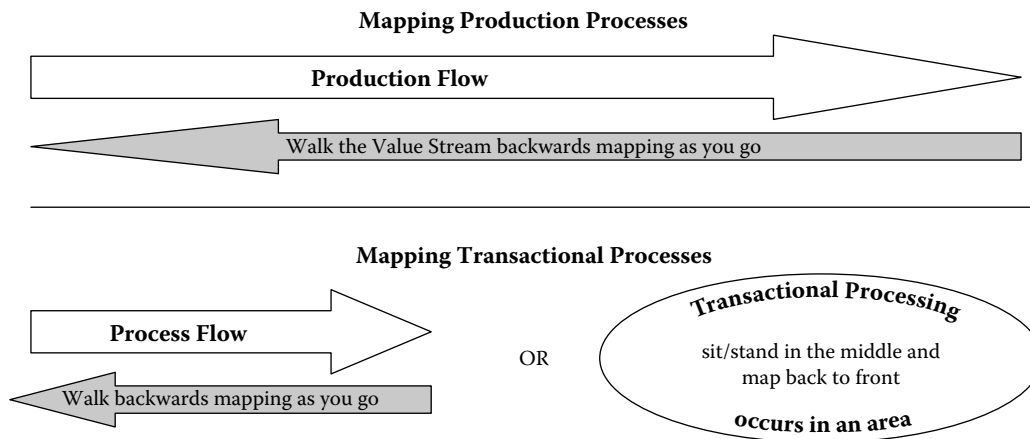 Mapping Production Processes
Production Flow
Walk the Value Stream backwards mapping as you go
Mapping Transactional Processes
Process Flow
Walk backwards mapping as you go
OR
Transactional Processing
sit/stand in the middle and
map back to front
occurs in an area